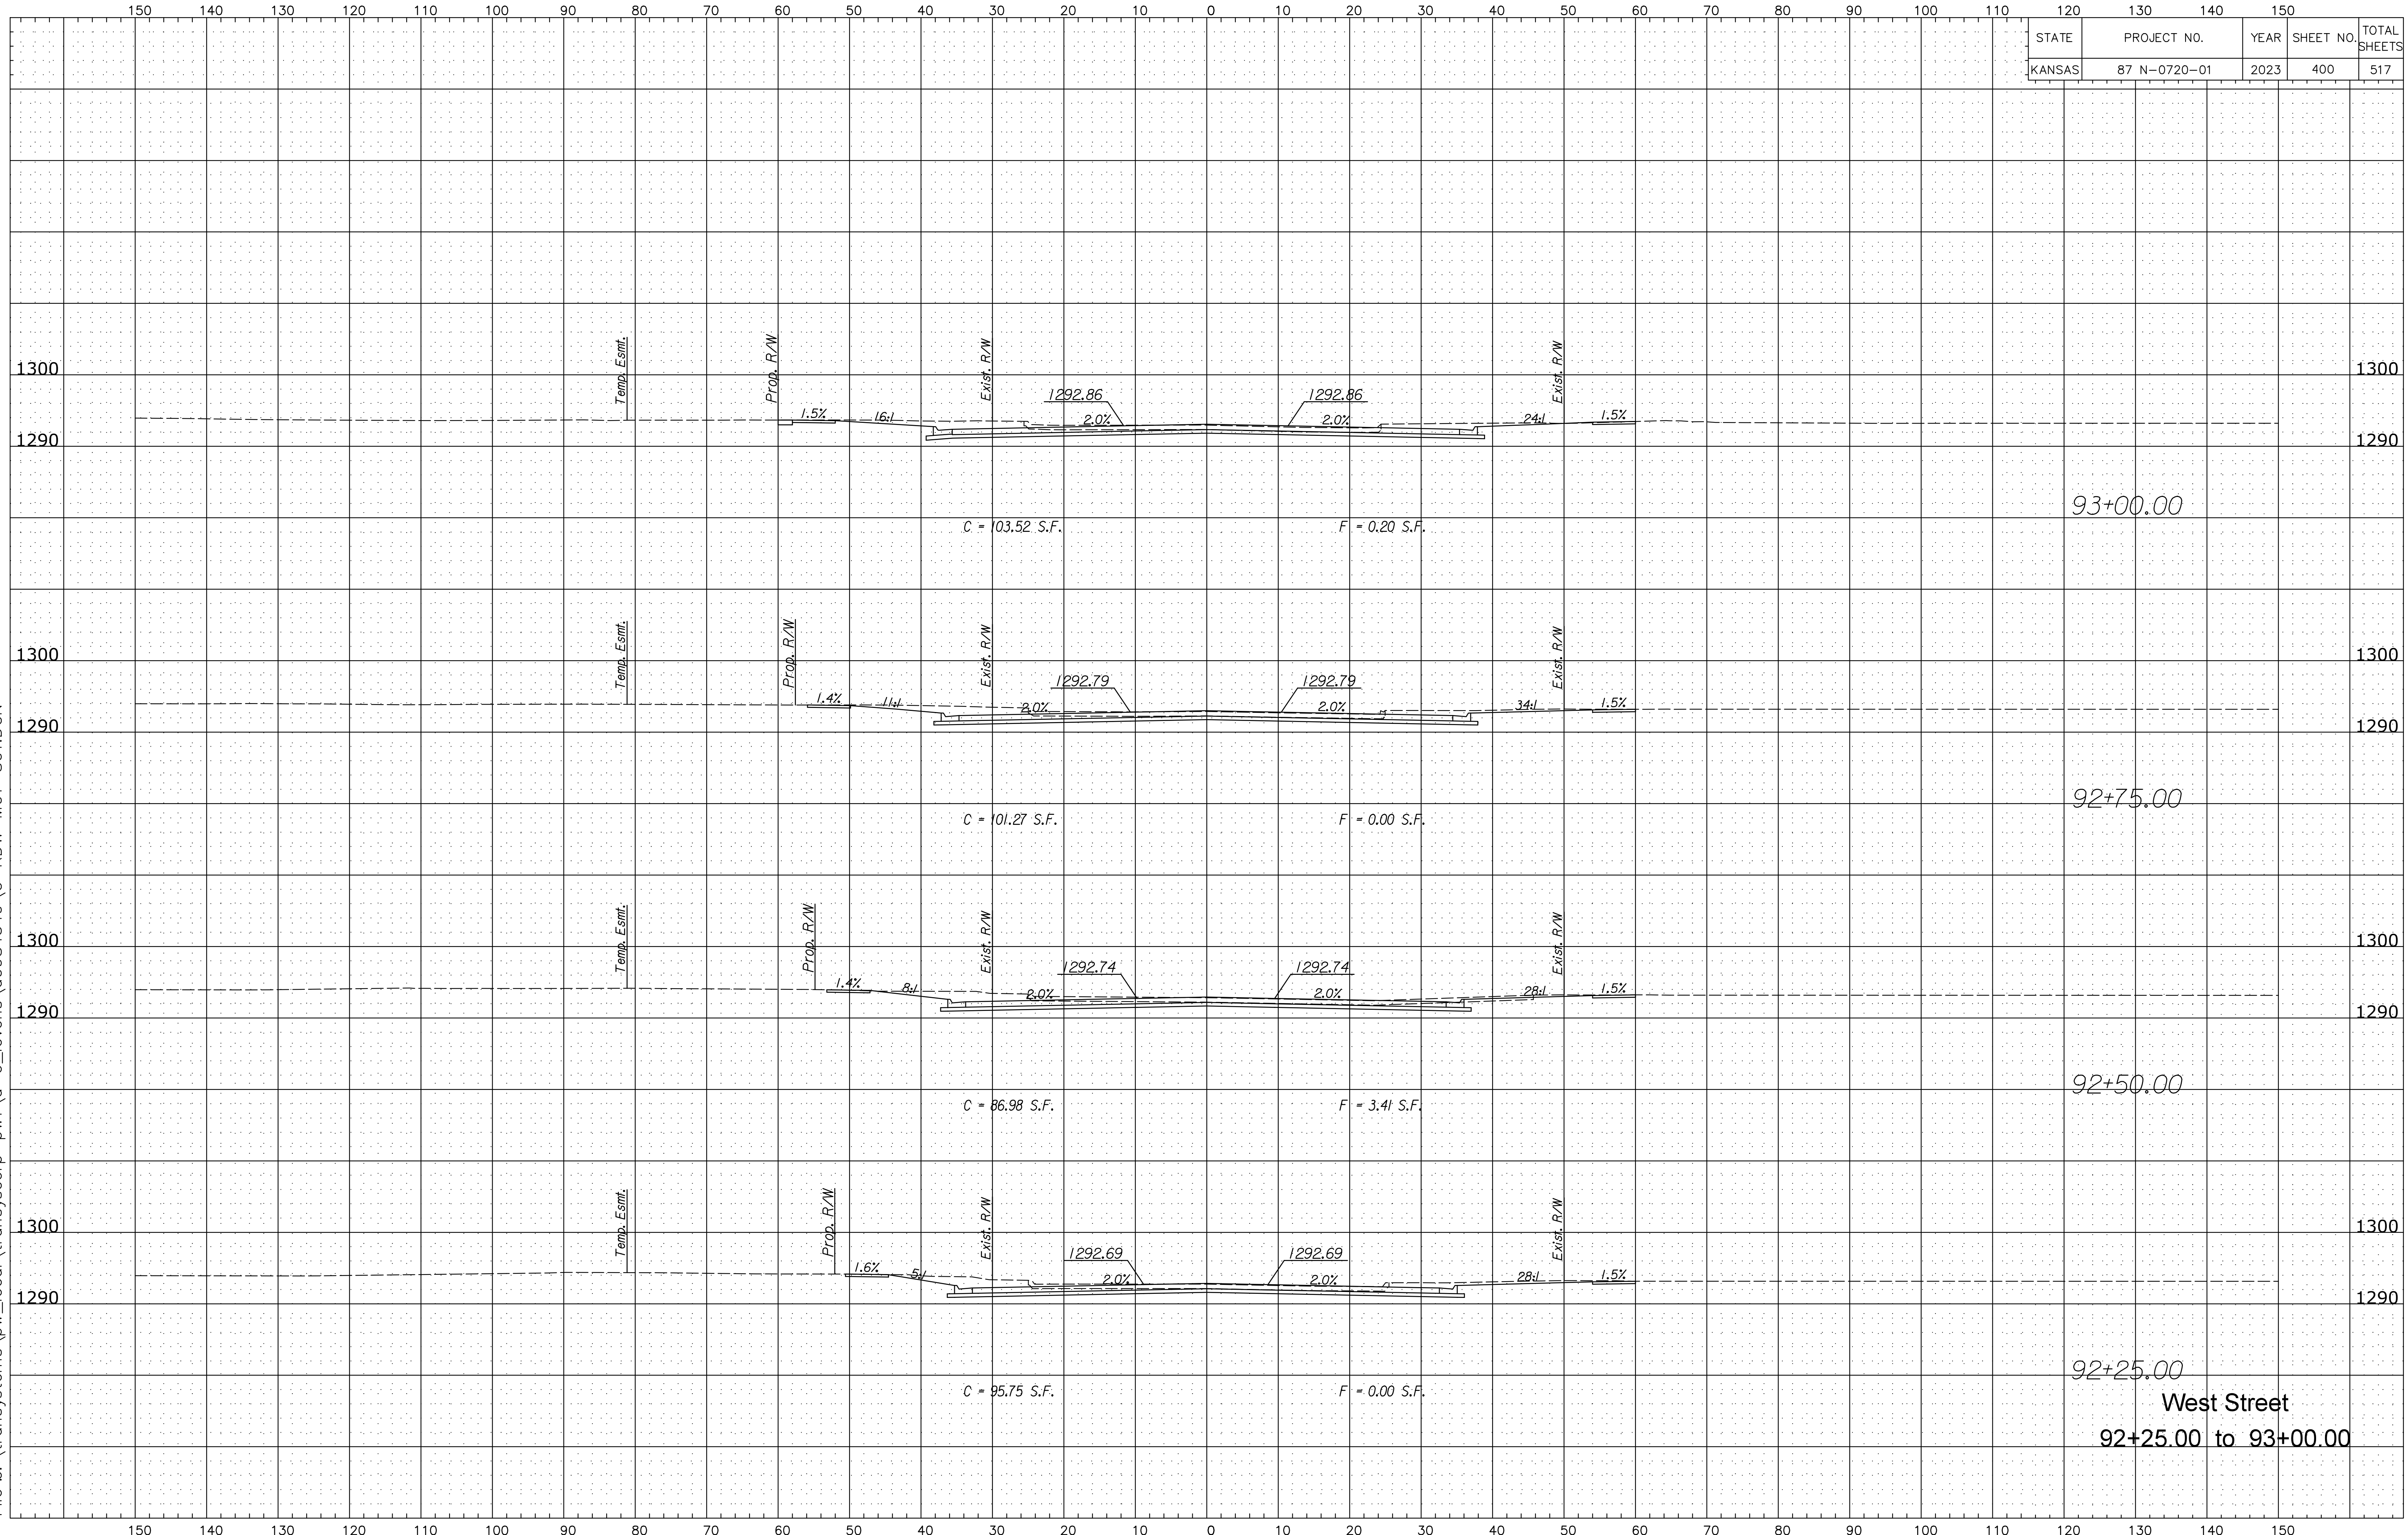 150 140 130 120 110 100 90 80 70 60 50 40 30 20 10 0 10 20 30 40 50 60 70 80 90 100 110 120 130 140 150
STATE PROJECT NO. YEAR SHEET NO. TOTAL SHEETS
KANSAS 87 N-0720-01 2023 400 517
Temp. Esmt. Prop. R/W Exist. R/W Exist. R/W
1300 1292.86 1292.86 1300
1.5% 16:1 2.0% 2.0% 24:1 1.5%
1290 1290
93+00.00
C = 103.52 S.F. F = 0.20 S.F.
Temp. Esmt. Prop. R/W Exist. R/W Exist. R/W
1300 1300
1292.79 1292.79
1.4% 11:1 2.0% 2.0% 34:1 1.5%
1290 1290
92+75.00
C = 101.27 S.F. F = 0.00 S.F.
Temp. Esmt. Prop. R/W Exist. R/W Exist. R/W
1300 1300
1292.74 1292.74
1.4% 8:1 2.0% 2.0% 28:1 1.5%
1290 1290
92+50.00
C = 86.98 S.F. F = 3.41 S.F.
Temp. Esmt. Prop. R/W Exist. R/W Exist. R/W
1300 1300
1292.69 1292.69
1.6% 5:1 2.0% 2.0% 28:1 1.5%
1290 1290
92+25.00
C = 95.75 S.F. F = 0.00 S.F.
West Street
92+25.00 to 93+00.00
150 140 130 120 110 100 90 80 70 60 50 40 30 20 10 0 10 20 30 40 50 60 70 80 90 100 110 120 130 140 150